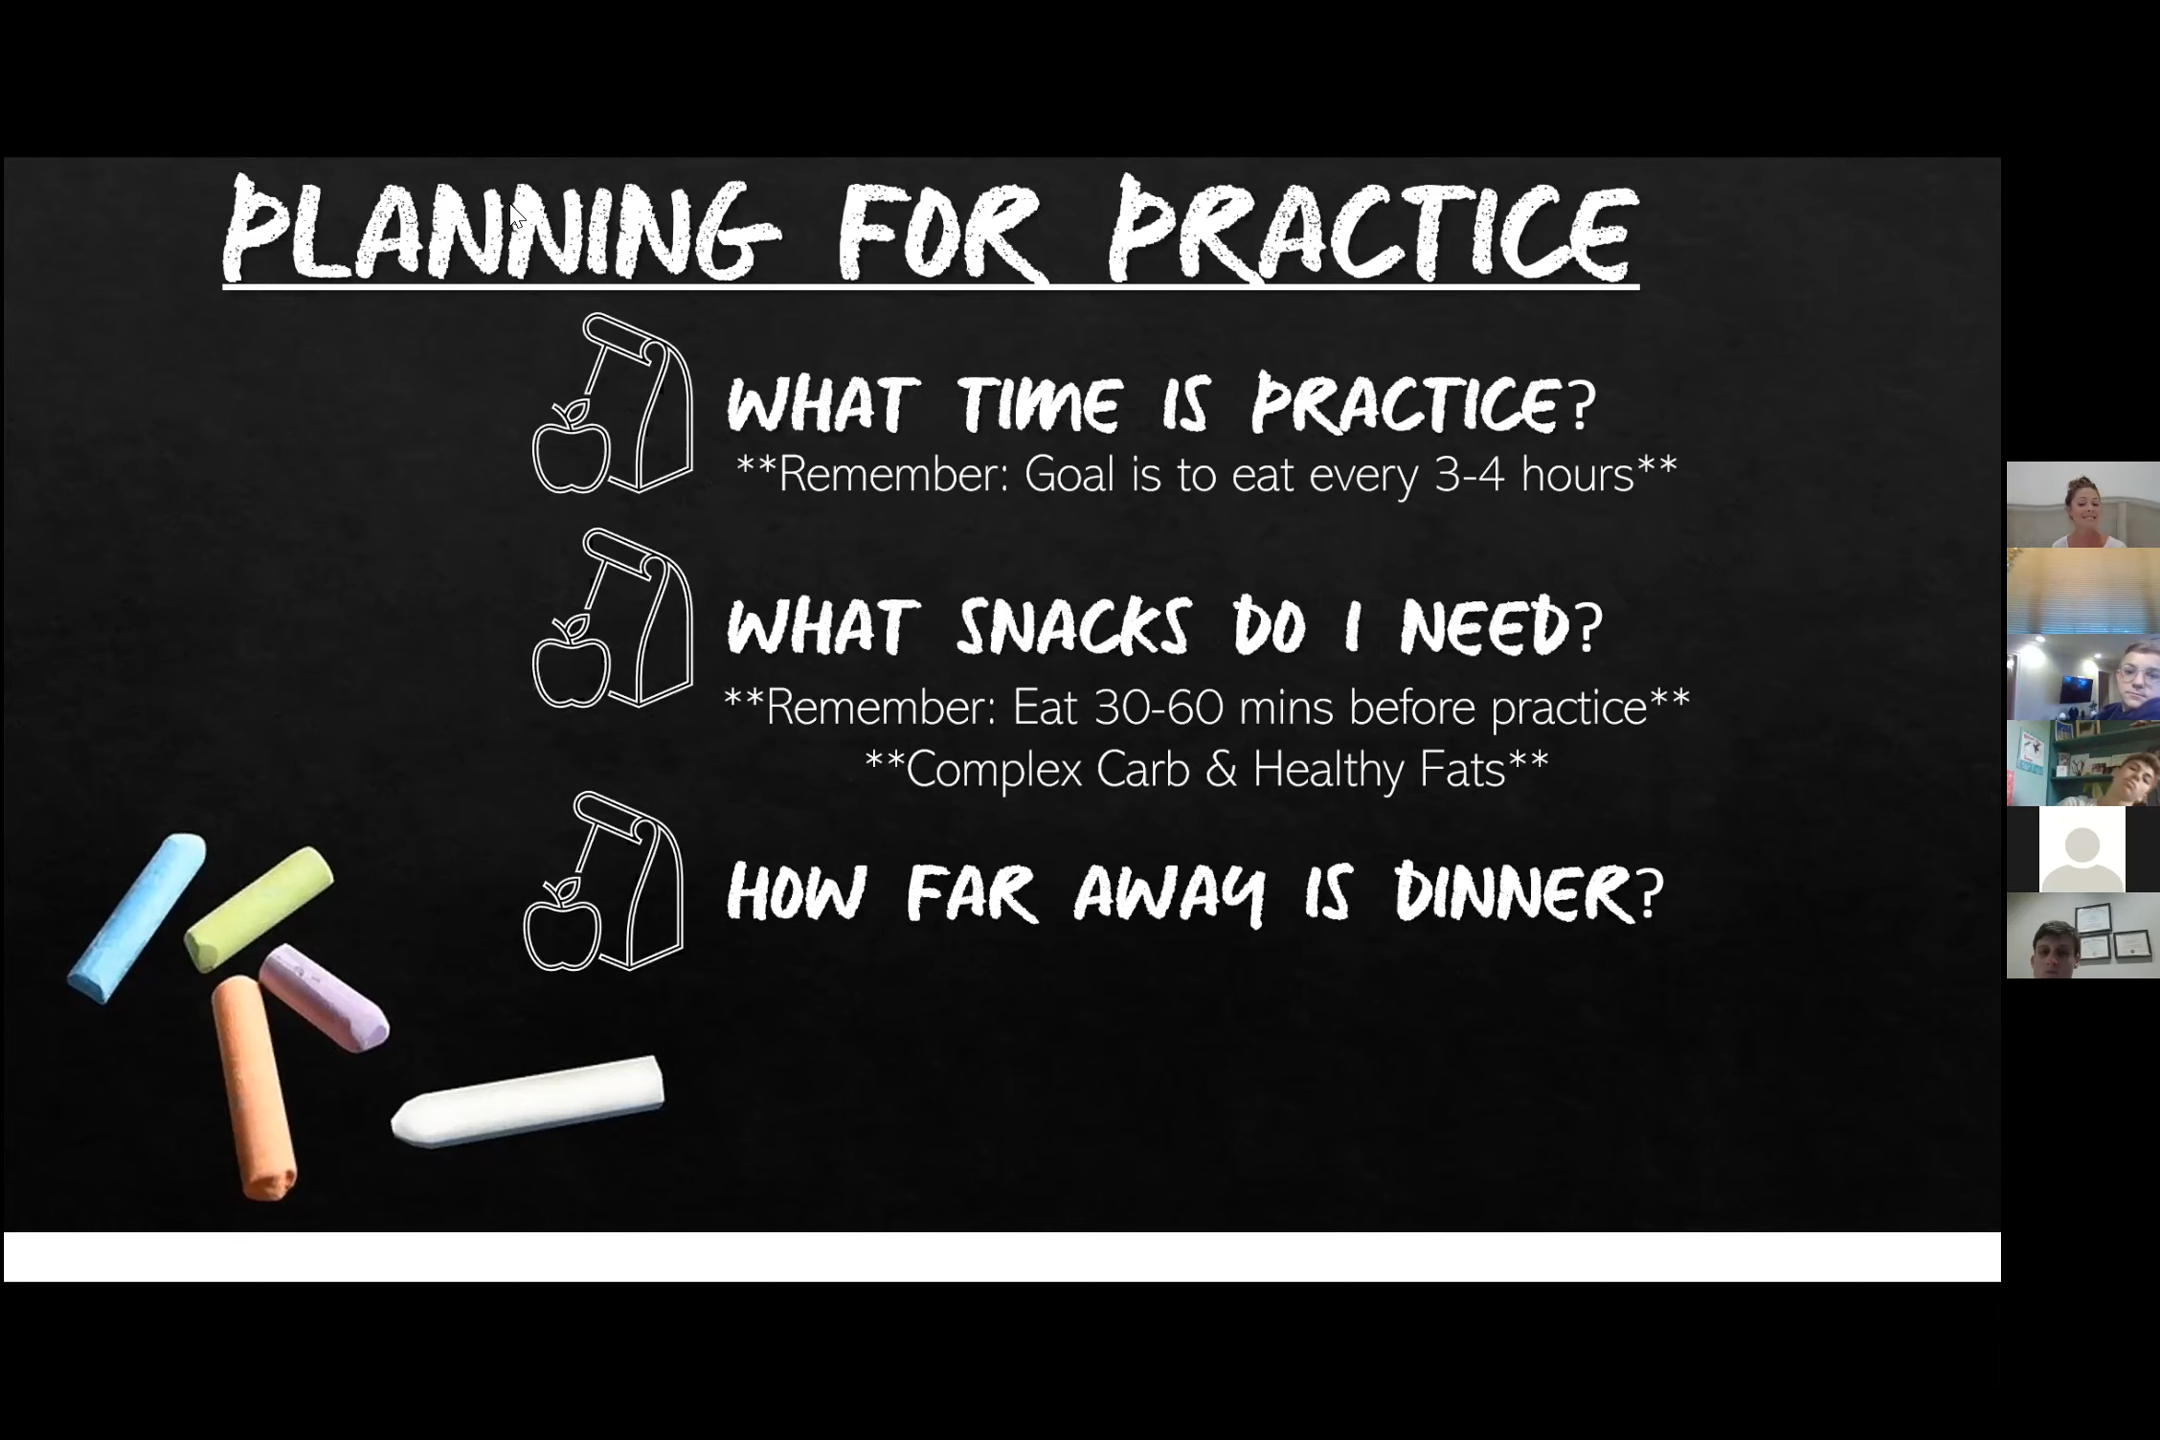 PLANNING FOR PRACTICE
WHAT TIME IS PRACTICE?
**Remember: Goal is to eat every 3-4 hours**
WHAT SNACKS DO I NEED?
**Remember: Eat 30-60 mins before practice**
**Complex Carb & Healthy Fats**
HOW FAR AWAY IS DINNER?